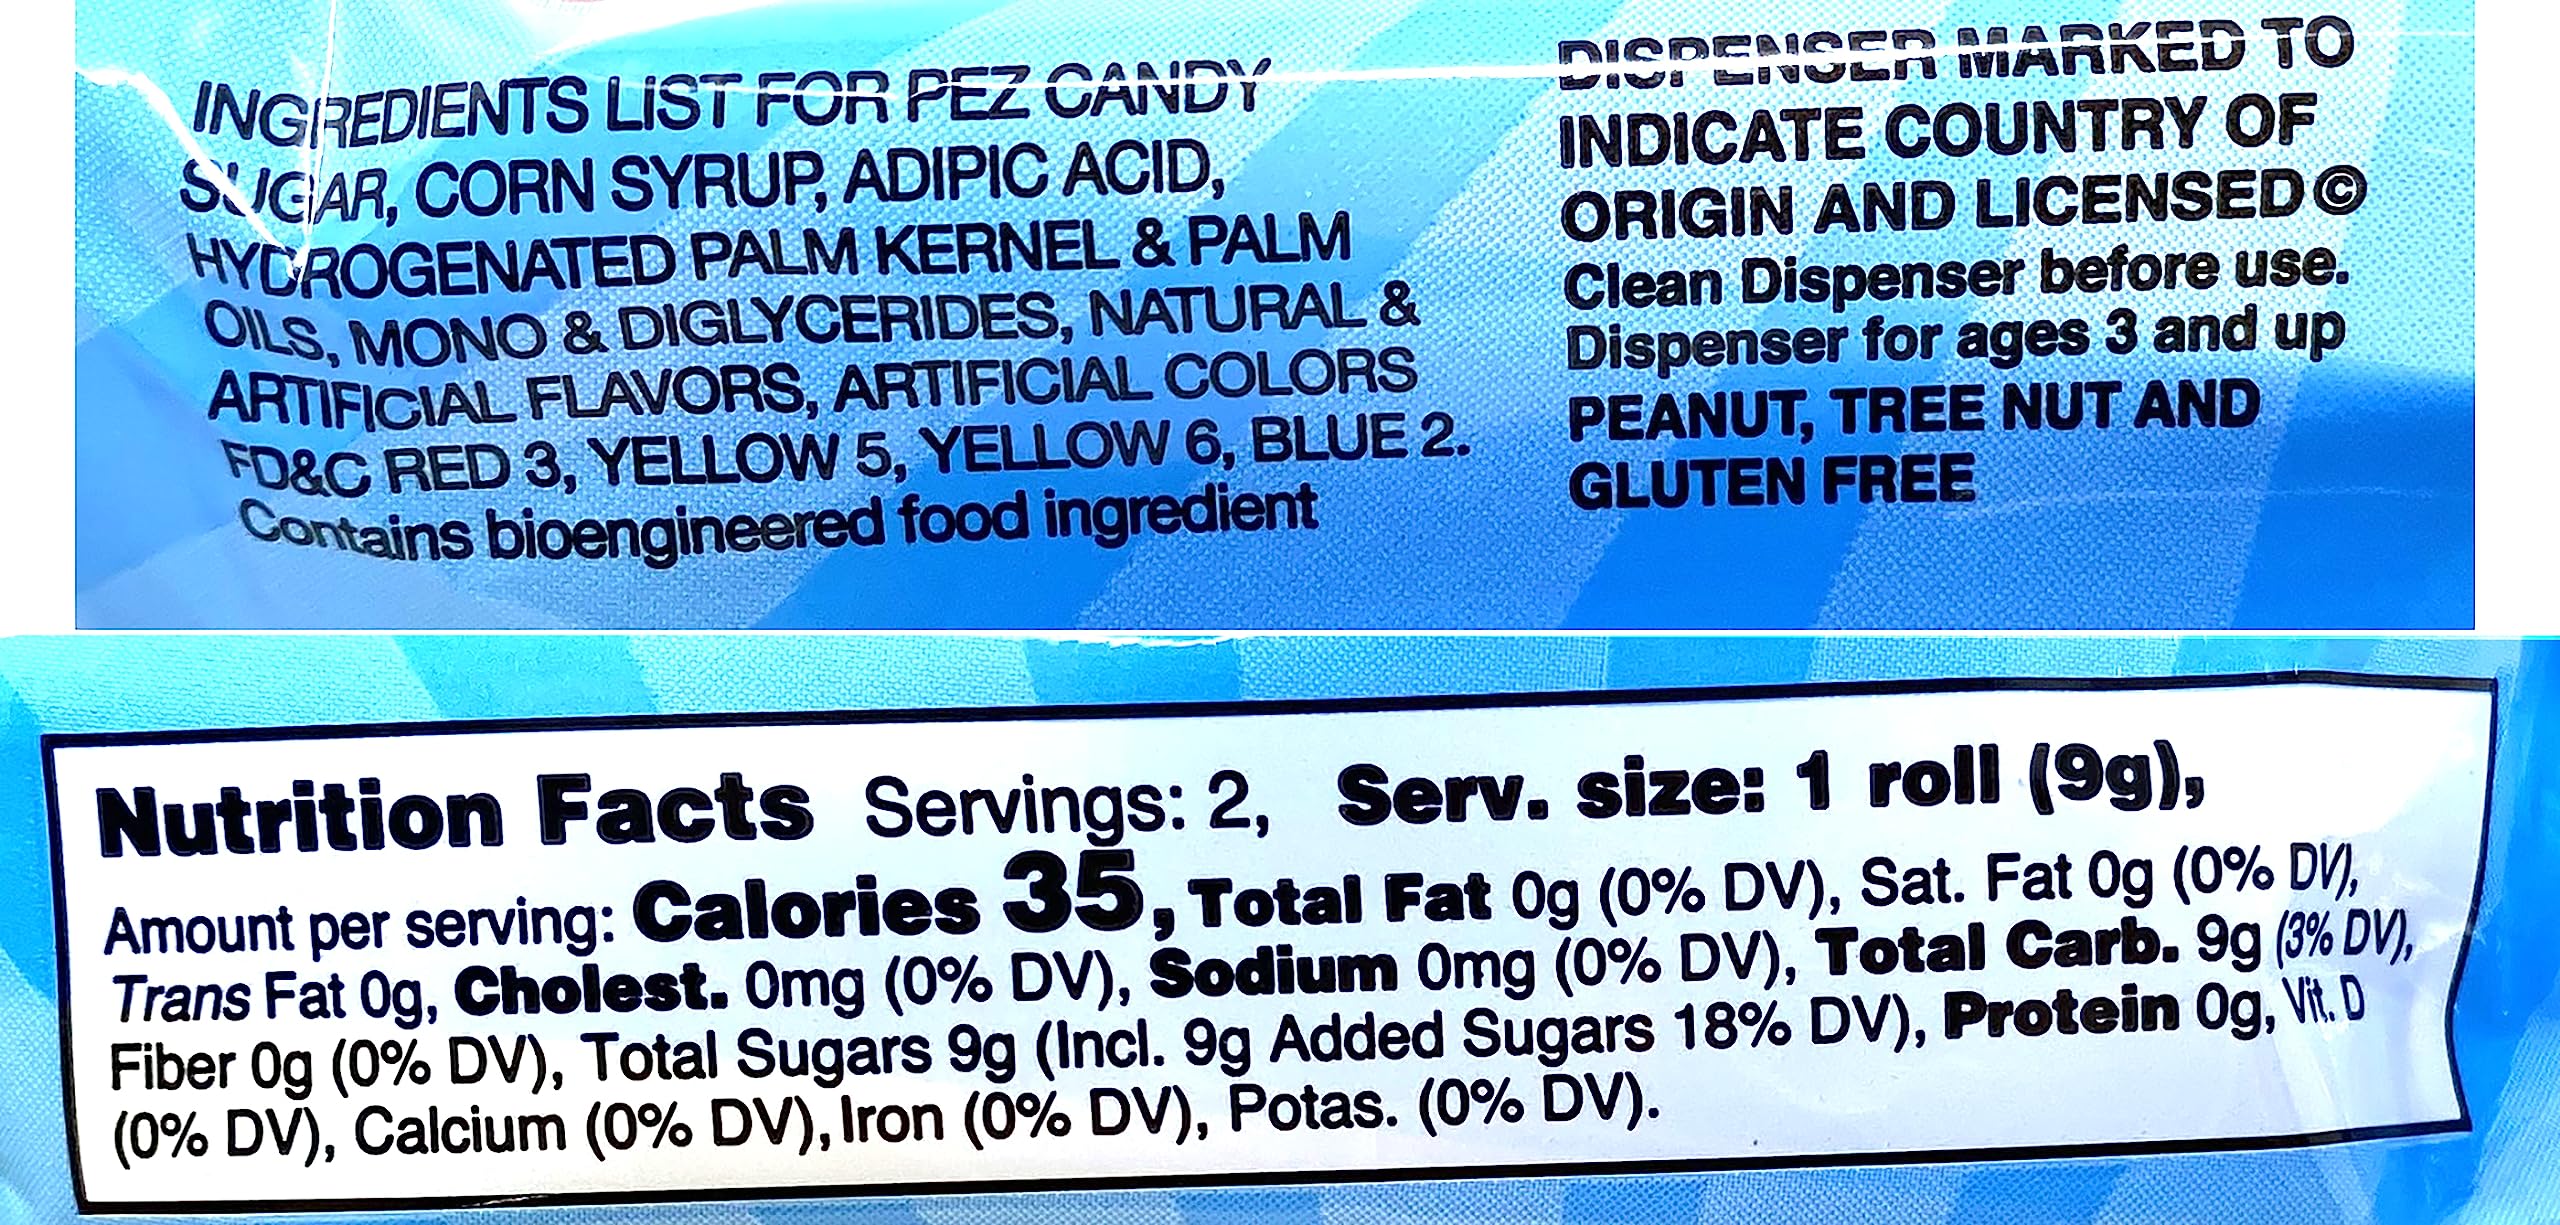 INGREDIENTS LIST FOR PEZ CANDY
SUGAR, CORN SYRUP, ADIPIC ACID,
HYDROGENATED PALM KERNEL & PALM
OILS, MONO & DIGLYCERIDES, NATURAL &
ARTIFICIAL FLAVORS, ARTIFICIAL COLORS
FD&C RED 3, YELLOW 5, YELLOW 6, BLUE 2.
Contains bioengineered food ingredient
DISPENSER MARKED TO
INDICATE COUNTRY OF
ORIGIN AND LICENSED©
Clean Dispenser before use.
Dispenser for ages 3 and up
PEANUT, TREE NUT AND
GLUTEN FREE
Nutrition Facts Servings: 2, Serv. size: 1 roll (9g),
Amount per serving: Calories 35, Total Fat 0g (0% DV), Sat. Fat 0g (0% DV),
Trans Fat 0g, Cholest. 0mg (0% DV), Sodium 0mg (0% DV), Total Carb. 9g (3% DV),
Fiber 0g (0% DV), Total Sugars 9g (Incl. 9g Added Sugars 18% DV), Protein 0g, Vit. D
(0% DV), Calcium (0% DV), Iron (0% DV), Potas. (0% DV).